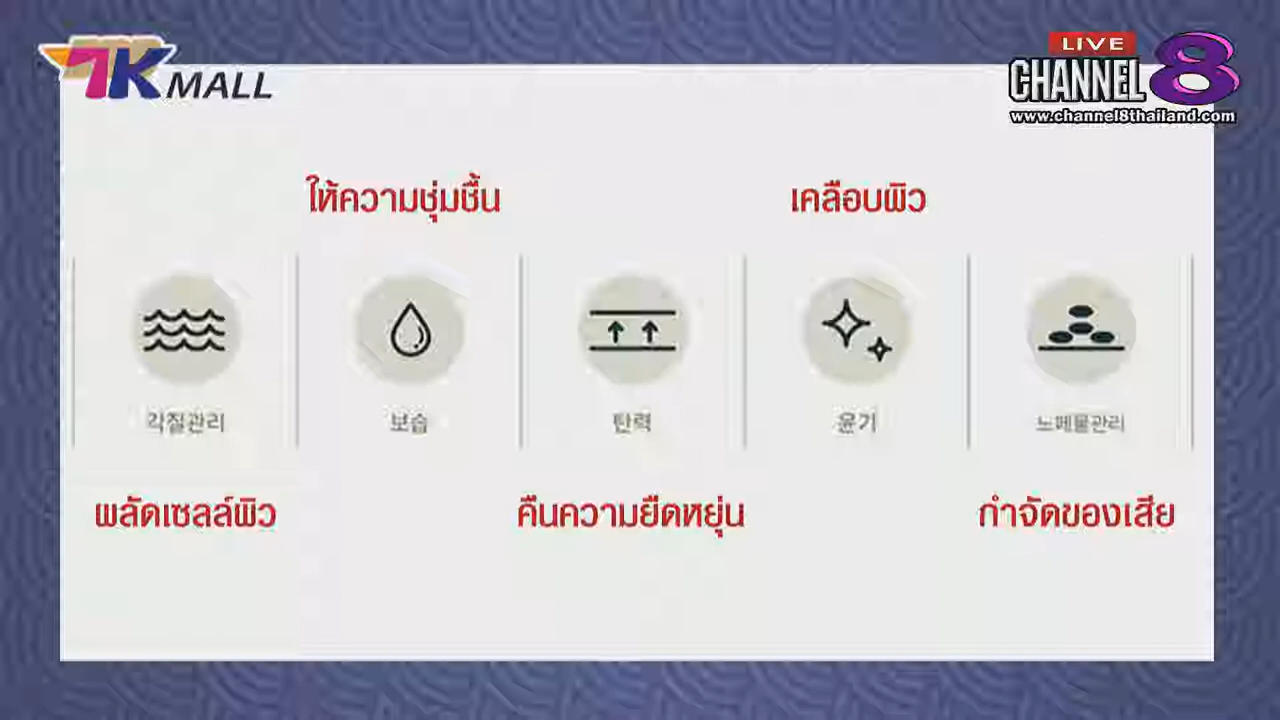 7K MALL
LIVE
CHANNEL 8
www.channel8thailand.com
ให้ความชุ่มชื้น
เคลือบผิว
각질관리
보습
탄력
윤기
노폐물관리
ผลัดเซลล์ผิว
คืนความยืดหยุ่น
กำจัดของเสีย